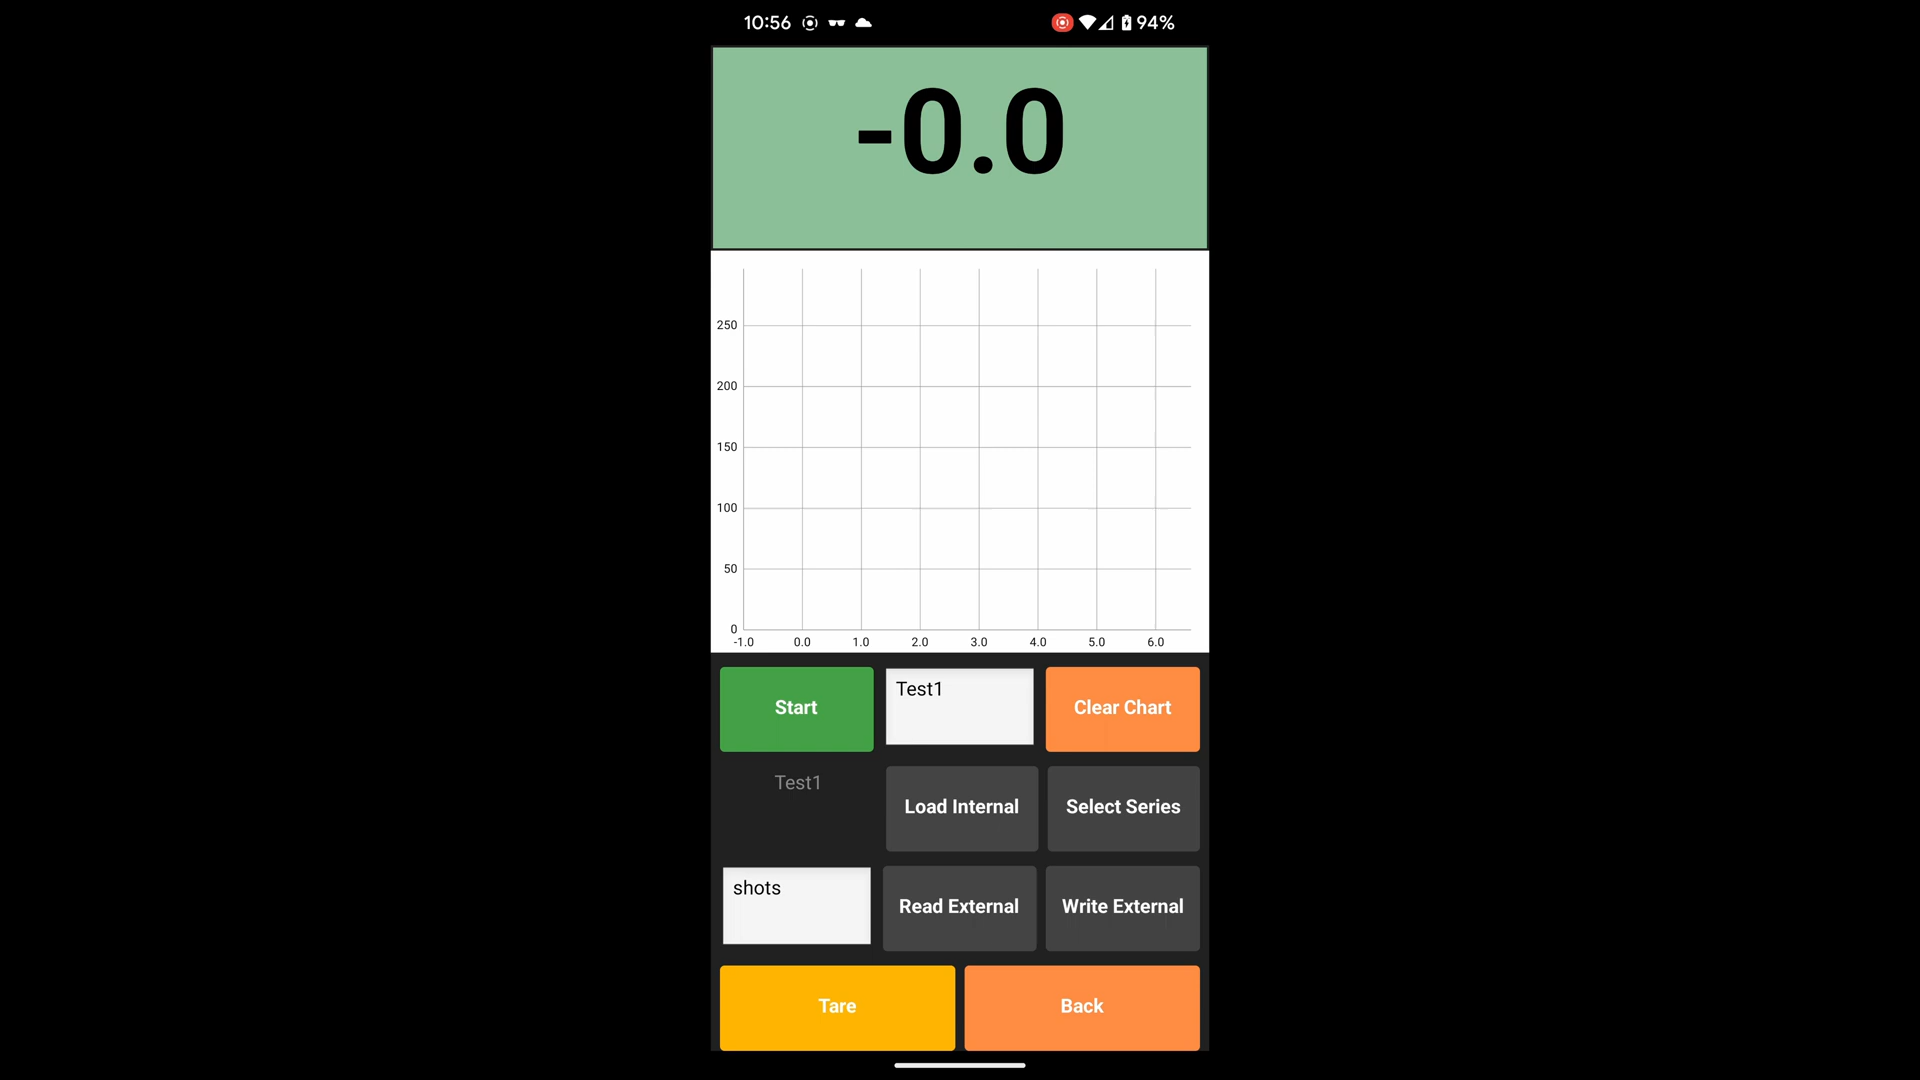 10:56 94%
-0.0
250
200
150
100
50
0
-1.0 0.0 1.0 2.0 3.0 4.0 5.0 6.0
Start Test1 Clear Chart
Test1 Load Internal Select Series
shots Read External Write External
Tare Back